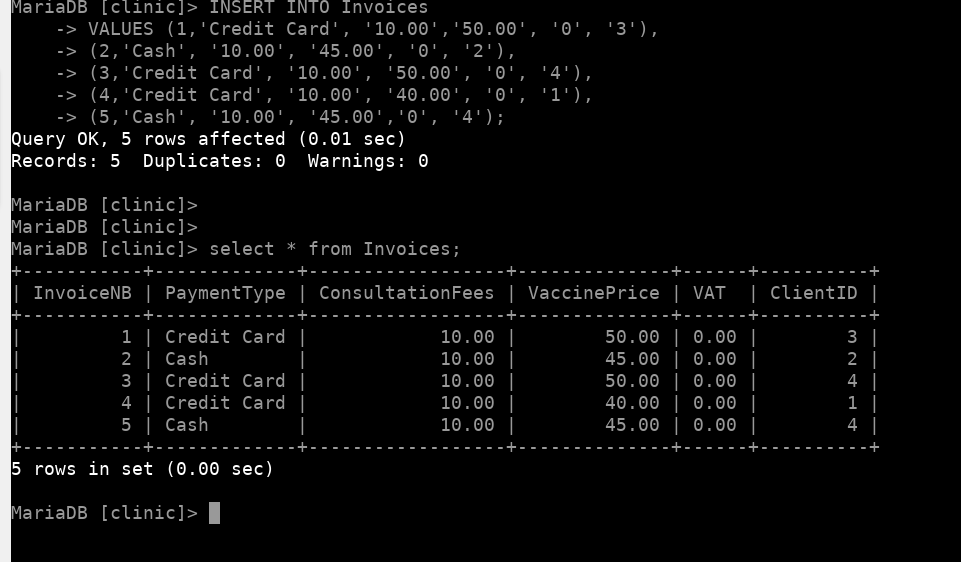 MariaDB [clinic]> INSERT INTO Invoices
    -> VALUES (1,'Credit Card', '10.00','50.00', '0', '3'),
    -> (2,'Cash', '10.00', '45.00', '0', '2'),
    -> (3,'Credit Card', '10.00', '50.00', '0', '4'),
    -> (4,'Credit Card', '10.00', '40.00', '0', '1'),
    -> (5,'Cash', '10.00', '45.00','0', '4');
Query OK, 5 rows affected (0.01 sec)
Records: 5  Duplicates: 0  Warnings: 0

MariaDB [clinic]>
MariaDB [clinic]>
MariaDB [clinic]> select * from Invoices;
+-----------+-------------+------------------+--------------+------+----------+
| InvoiceNB | PaymentType | ConsultationFees | VaccinePrice | VAT  | ClientID |
+-----------+-------------+------------------+--------------+------+----------+
|         1 | Credit Card |            10.00 |        50.00 | 0.00 |        3 |
|         2 | Cash        |            10.00 |        45.00 | 0.00 |        2 |
|         3 | Credit Card |            10.00 |        50.00 | 0.00 |        4 |
|         4 | Credit Card |            10.00 |        40.00 | 0.00 |        1 |
|         5 | Cash        |            10.00 |        45.00 | 0.00 |        4 |
+-----------+-------------+------------------+--------------+------+----------+
5 rows in set (0.00 sec)

MariaDB [clinic]>